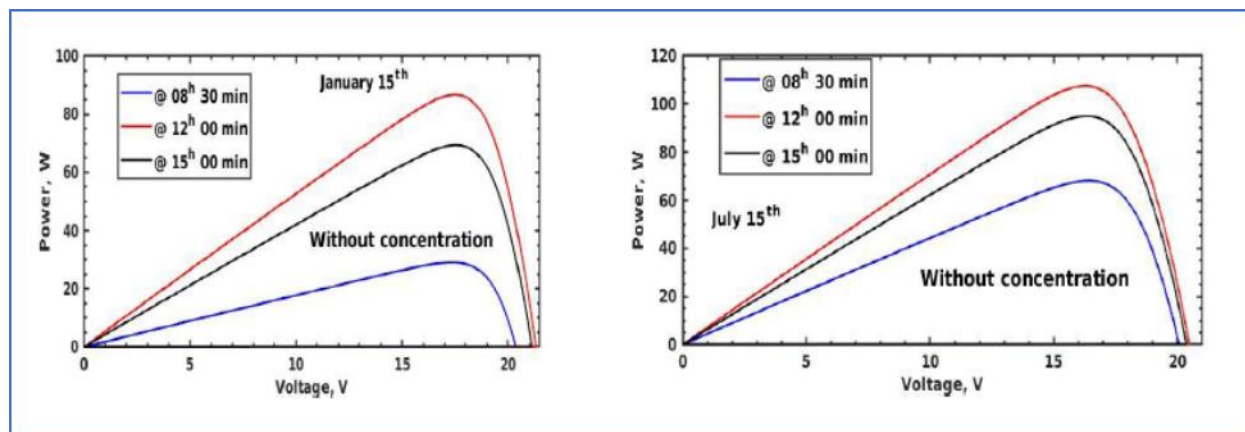 January 15th
@ 08h 30 min
@ 12h 00 min
@ 15h 00 min
Without concentration
Power, W
100
80
60
40
20
0
0
5
10
15
20
Voltage, V
@ 08h 30 min
@ 12h 00 min
@ 15h 00 min
July 15th
Without concentration
Power, W
120
100
80
60
40
20
0
0
5
10
15
20
Voltage, V